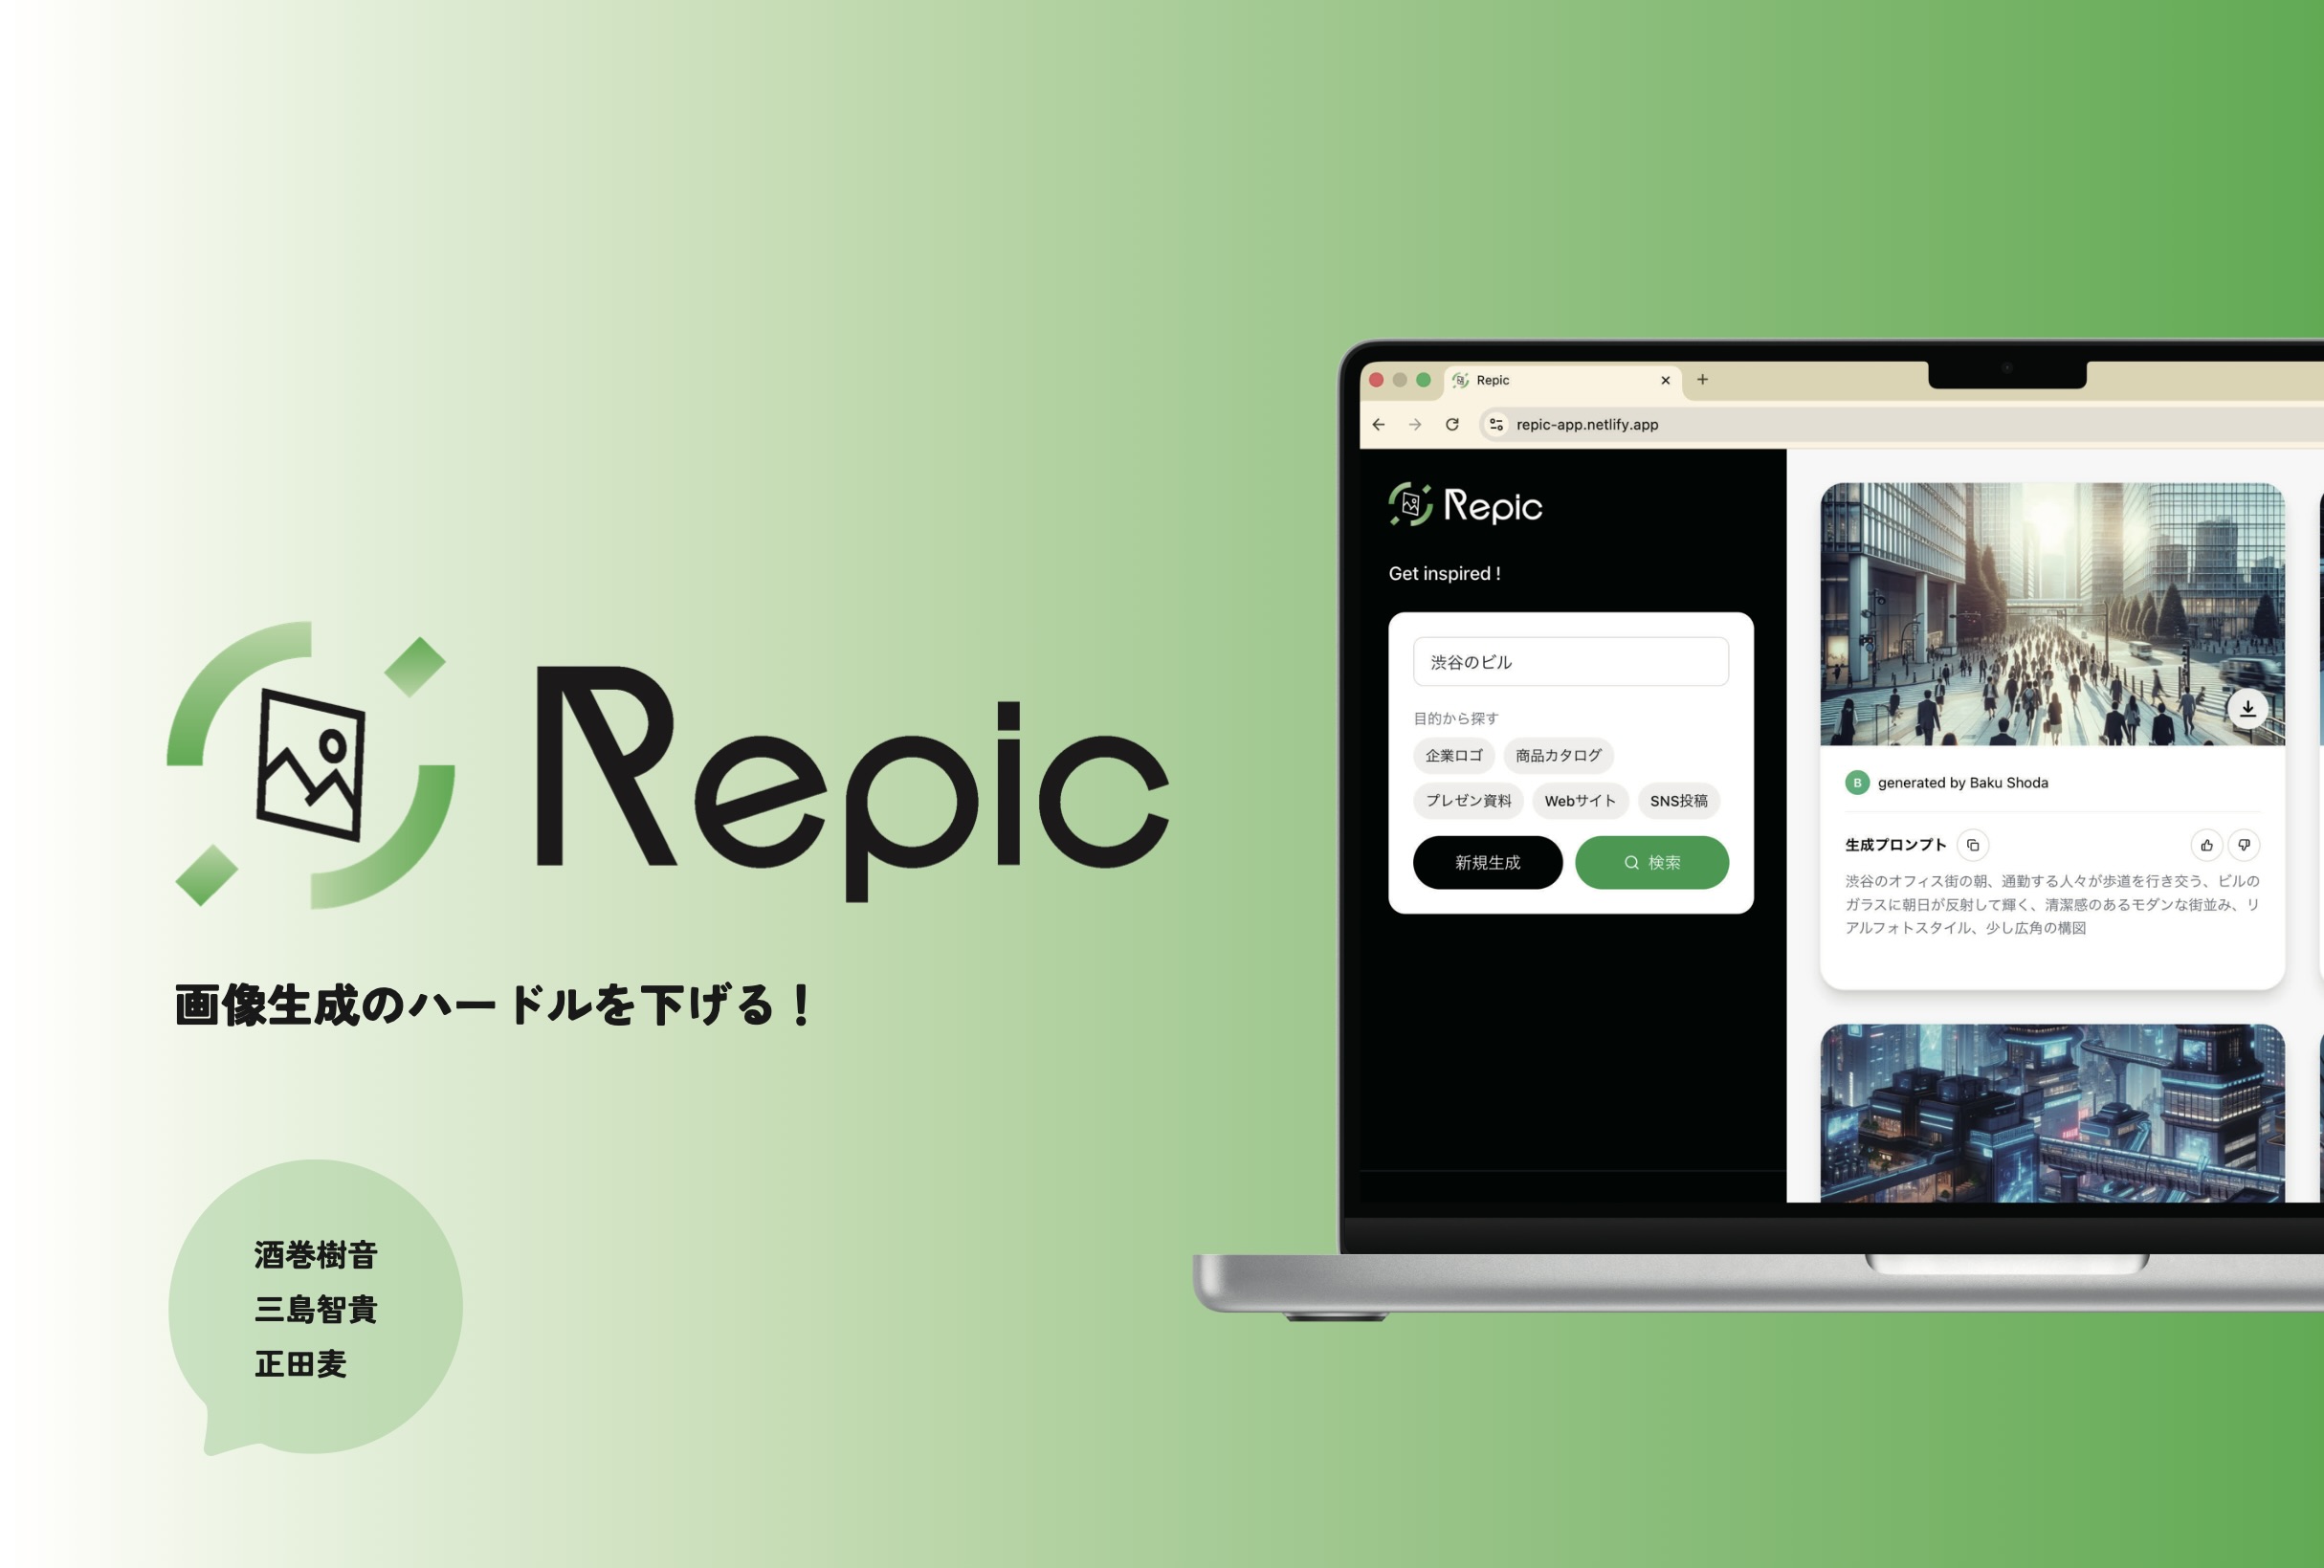 Repic
画像生成のハードルを下げる！
酒巻樹音
三島智貴
正田麦
Repic
repic-app.netlify.app
Repic
Get inspired !
渋谷のビル
目的から探す
企業ロゴ 商品カタログ
プレゼン資料 Webサイト SNS投稿
新規生成 検索
B generated by Baku Shoda
生成プロンプト
渋谷のオフィス街の朝、通勤する人々が歩道を行き交う、ビルの
ガラスに朝日が反射して輝く、清潔感のあるモダンな街並み、リ
アルフォトスタイル、少し広角の構図